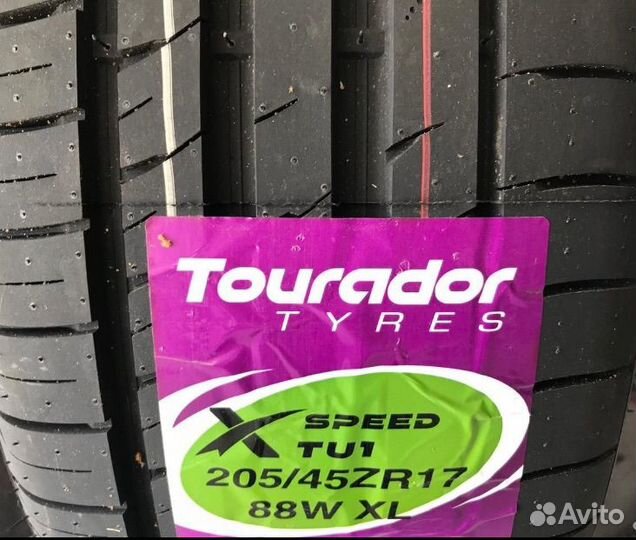 Tourador
TYRES
X SPEED
TU1
205/45ZR17
88W XL
Avito